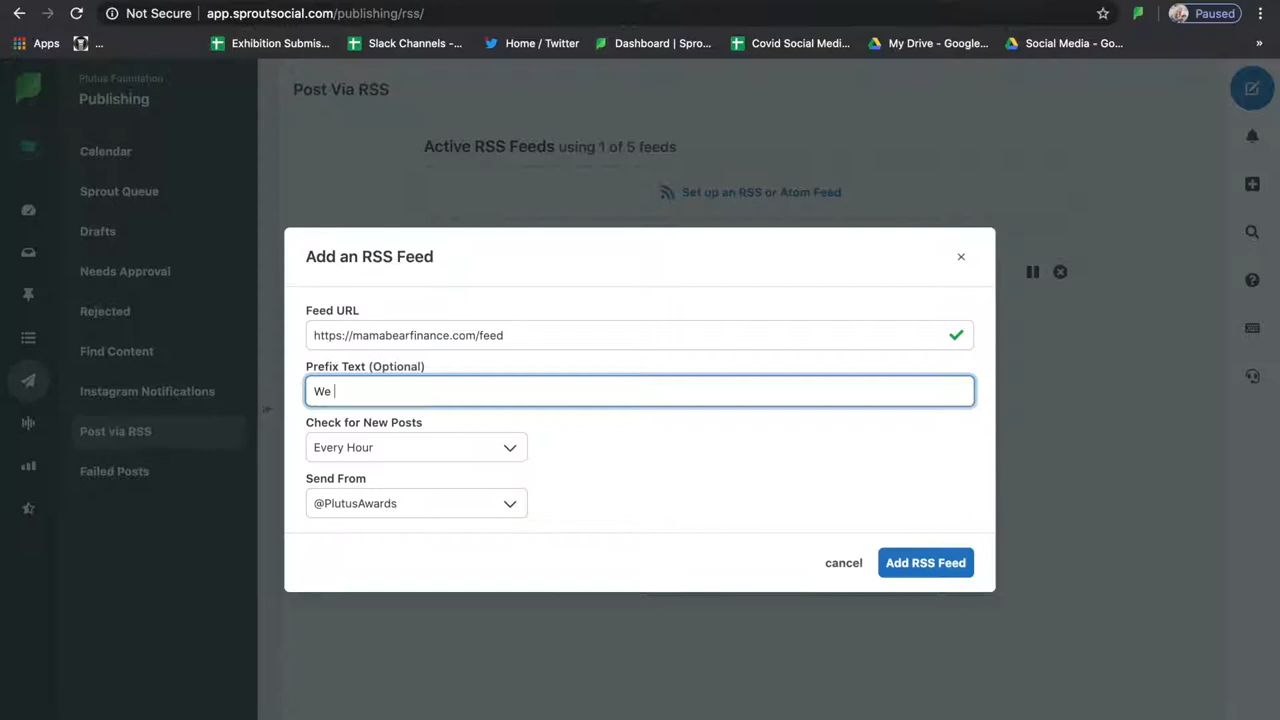 Not Secure app.sproutsocial.com/publishing/rss/ Paused
Apps ... Exhibition Submis... Slack Channels -... Home / Twitter Dashboard | Spro... Covid Social Medi... My Drive - Google... Social Media - Go... »
Plutus Foundation
Publishing
Calendar
Sprout Queue
Drafts
Needs Approval
Rejected
Find Content
Instagram Notifications
Post via RSS
Failed Posts
Post Via RSS
Active RSS Feeds using 1 of 5 feeds
Set up an RSS or Atom Feed
Add an RSS Feed
Feed URL
https://mamabearfinance.com/feed
Prefix Text (Optional)
We
Check for New Posts
Every Hour
Send From
@PlutusAwards
cancel Add RSS Feed